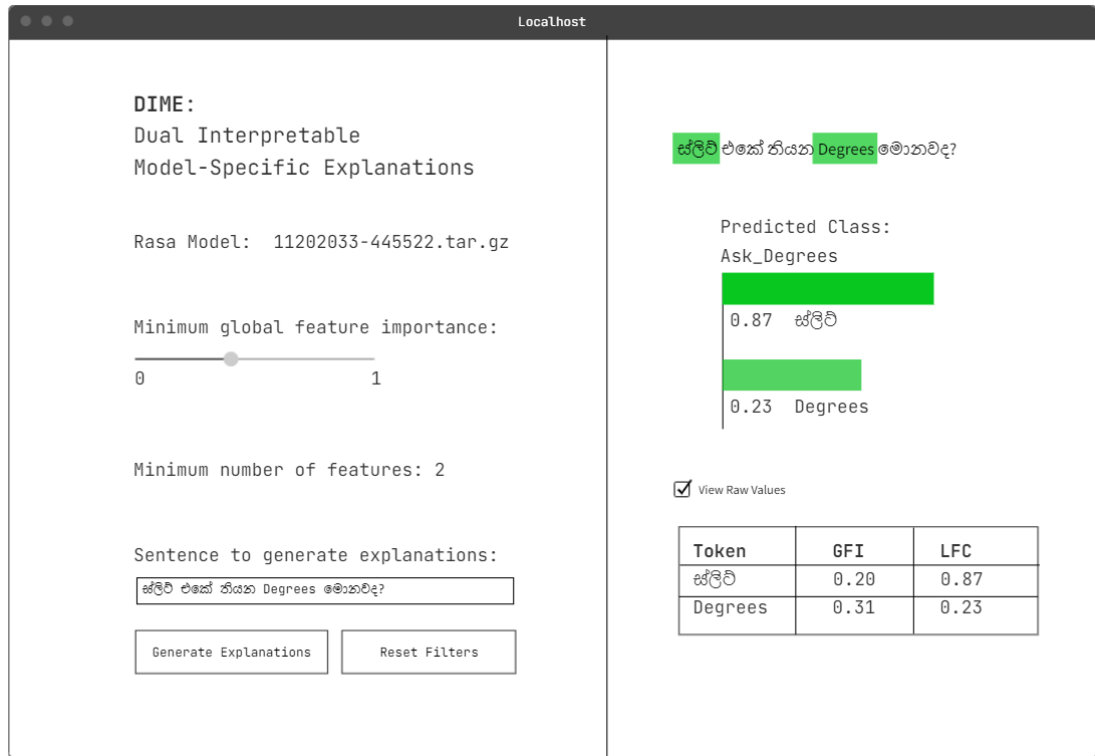 Localhost
DIME:
Dual Interpretable
Model-Specific Explanations
Rasa Model: 11202033-445522.tar.gz
Minimum global feature importance:
0 1
Minimum number of features: 2
Sentence to generate explanations:
ස්ලිට් එකේ තියන Degrees මොනවද?
Generate Explanations Reset Filters
ස්ලිට් එකේ තියන Degrees මොනවද?
Predicted Class:
Ask_Degrees
0.87 ස්ලිට්
0.23 Degrees
View Raw Values
Token GFI LFC
ස්ලිට් 0.20 0.87
Degrees 0.31 0.23